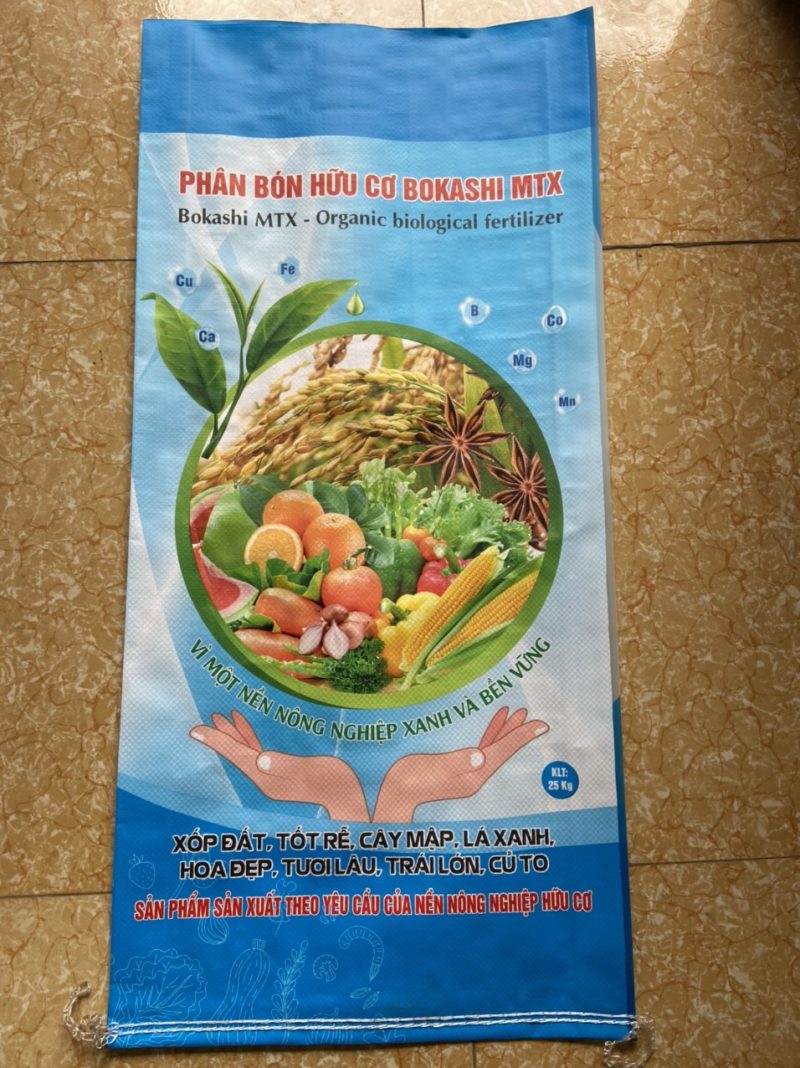 PHÂN BÓN HỮU CƠ BOKASHI MTX
Bokashi MTX - Organic biological fertilizer
Cu
Fe
Ca
B
Co
Mg
Mn
VÌ MỘT NỀN NÔNG NGHIỆP XANH VÀ BỀN VỮNG
KLT:
25 Kg
XỐP ĐẤT, TỐT RỄ, CÂY MẬP, LÁ XANH,
HOA ĐẸP, TƯƠI LÂU, TRÁI LỚN, CỦ TO
SẢN PHẨM SẢN XUẤT THEO YÊU CẦU CỦA NỀN NÔNG NGHIỆP HỮU CƠ